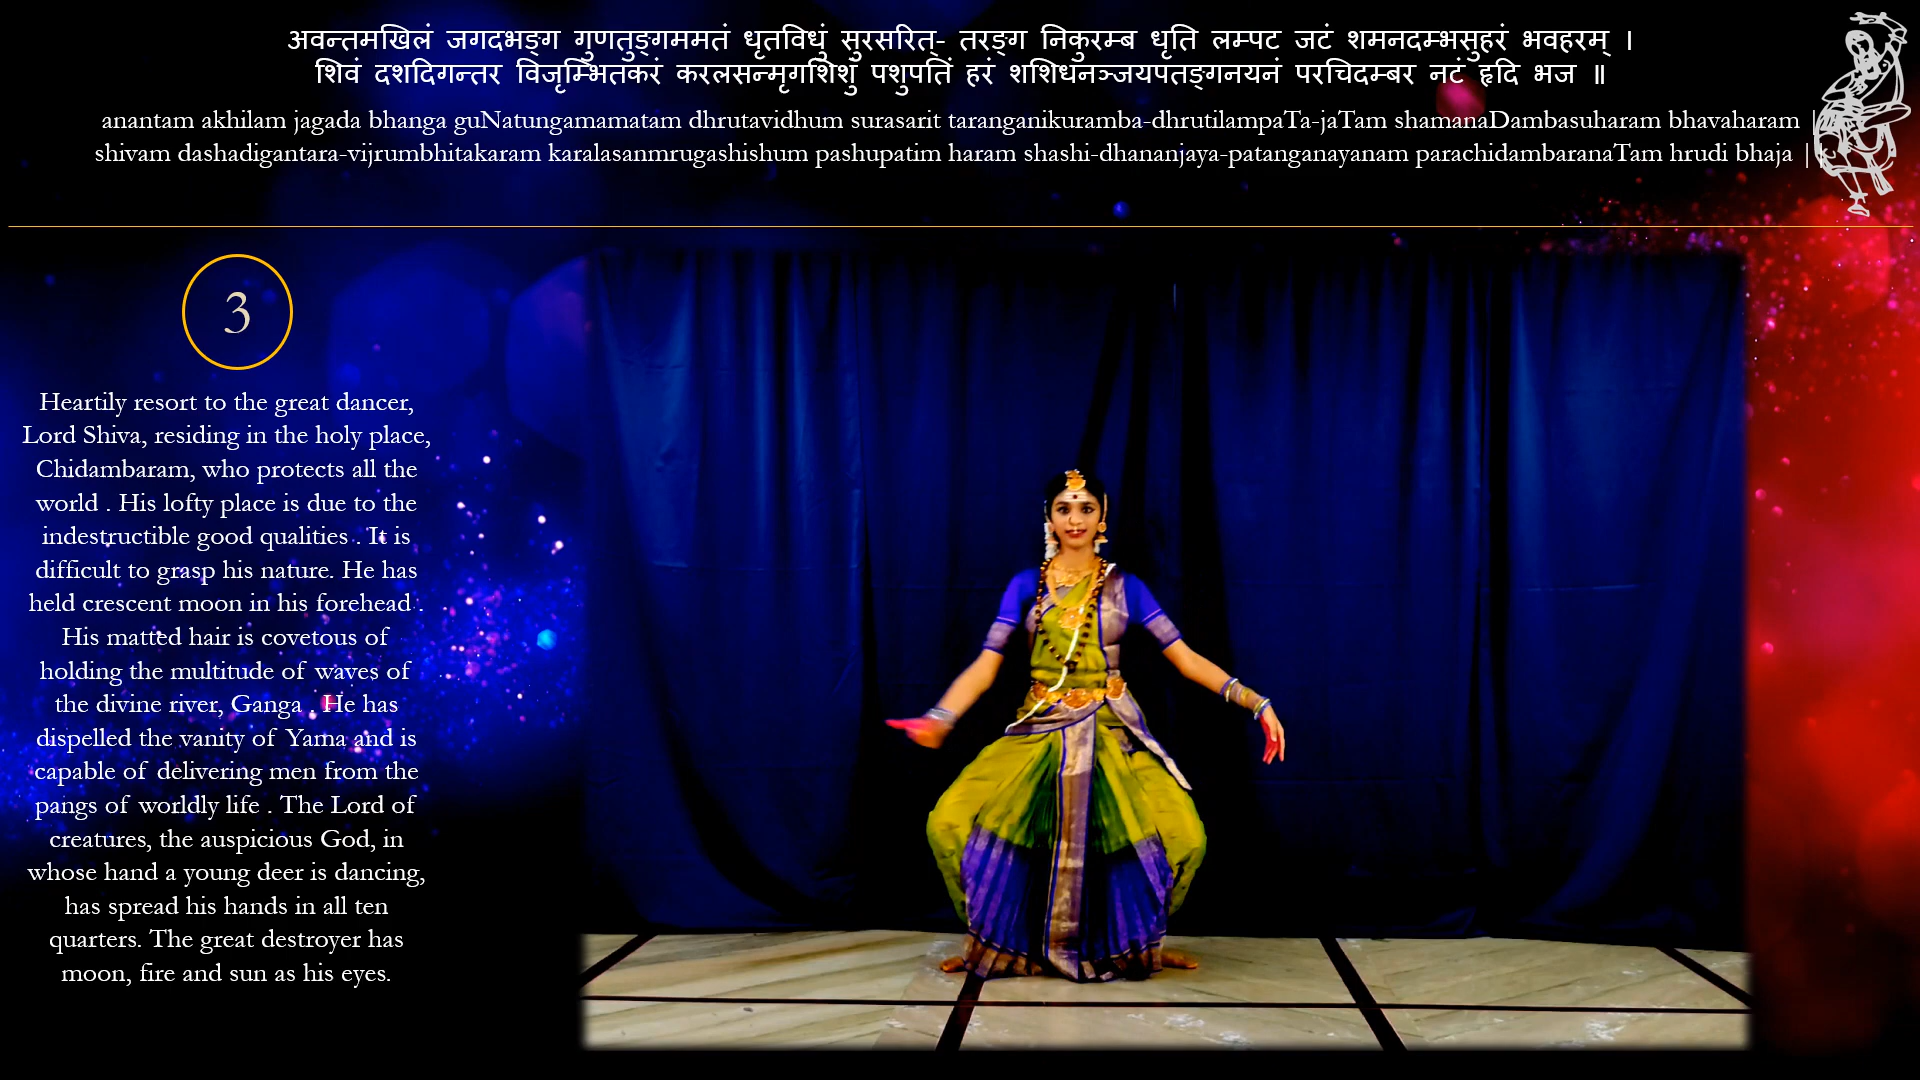 अवन्तमखिलं जगदभङ्ग गुणतुङ्गममतं धृतविधुं सुरसरित्- तरङ्ग निकुरम्ब धृति लम्पट जटं शमनदम्भसुहरं भवहरम् ।
शिवं दशदिगन्तर विजृम्भितकरं करलसन्मृगशिशुं पशुपतिं हरं शशिधनञ्जयपतङ्गनयनं परचिदम्बर नटं हृदि भज ॥
anantam akhilam jagada bhanga guNatungamamatam dhrutavidhum surasarit taranganikuramba-dhrutilampaTa-jaTam shamanaDambasuharam bhavaharam |
shivam dashadigantara-vijrumbhitakaram karalasanmrugashishum pashupatim haram shashi-dhananjaya-patanganayanam parachidambaranaTam hrudi bhaja ||
3
Heartily resort to the great dancer,
Lord Shiva, residing in the holy place,
Chidambaram, who protects all the
world . His lofty place is due to the
indestructible good qualities . It is
difficult to grasp his nature. He has
held crescent moon in his forehead .
His matted hair is covetous of
holding the multitude of waves of
the divine river, Ganga . He has
dispelled the vanity of Yama and is
capable of delivering men from the
pangs of worldly life . The Lord of
creatures, the auspicious God, in
whose hand a young deer is dancing,
has spread his hands in all ten
quarters. The great destroyer has
moon, fire and sun as his eyes.